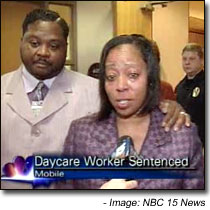 Daycare Worker Sentenced
Mobile
- Image: NBC 15 News